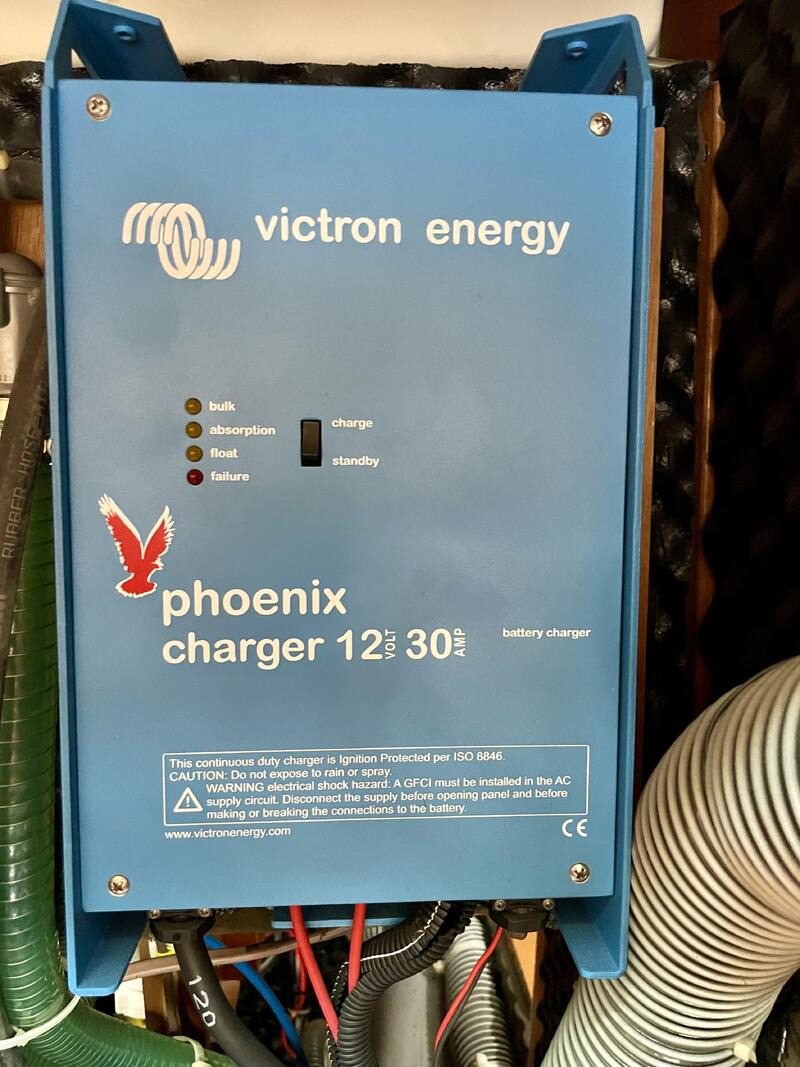 victron energy
bulk
absorption
float
failure
charge
standby
phoenix
charger 12 VOLT 30 AMP
battery charger
This continuous duty charger is Ignition Protected per ISO 8846.
CAUTION: Do not expose to rain or spray.
WARNING electrical shock hazard: A GFCI must be installed in the AC
supply circuit. Disconnect the supply before opening panel and before
making or breaking the connections to the battery.
www.victronenergy.com
CE
RUBBER HOSE
120